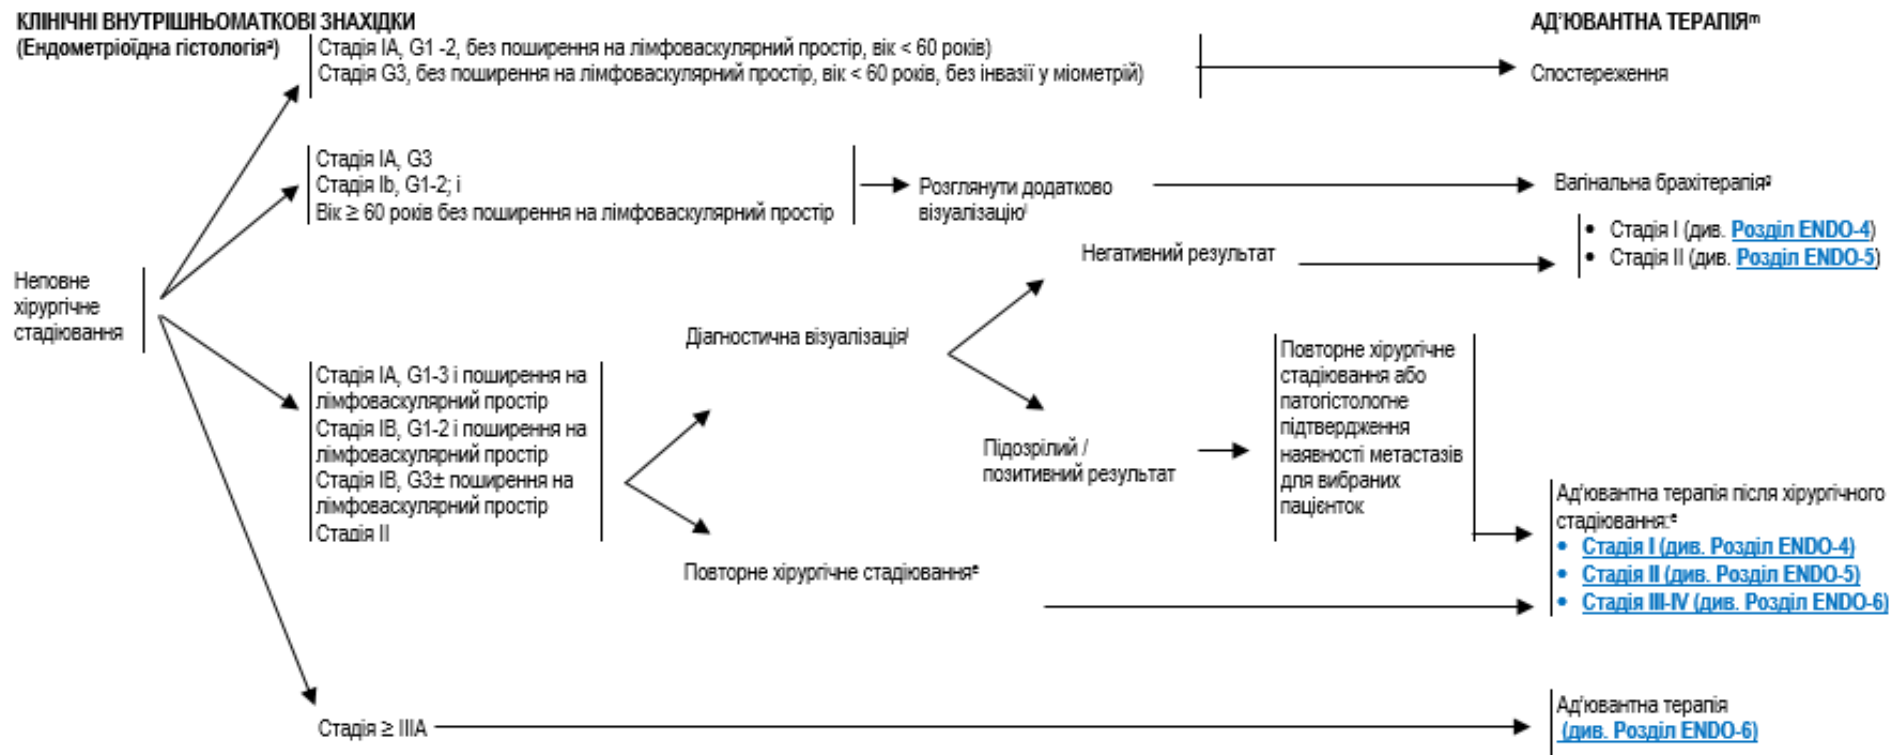 КЛІНІЧНІ ВНУТРІШНЬОМАТКОВІ ЗНАХІДКИ
(Ендометріоїдна гістологіяᵃ)
АД'ЮВАНТНА ТЕРАПІЯᵐ
Стадія IA, G1 -2, без поширення на лімфоваскулярний простір, вік < 60 років)
Стадія G3, без поширення на лімфоваскулярний простір, вік < 60 років, без інвазії у міометрій)
Спостереження
Стадія IA, G3
Стадія Ib, G1-2; і
Вік ≥ 60 років без поширення на лімфоваскулярний простір
Розглянути додатково
візуалізаціюⁱ
Вагінальна брахітерапіяᵍ
Неповне
хірургічне
стадіювання
Стадія IA, G1-3 і поширення на
лімфоваскулярний простір
Стадія IB, G1-2 і поширення на
лімфоваскулярний простір
Стадія IB, G3± поширення на
лімфоваскулярний простір
Стадія II
Діагностична візуалізаціяⁱ
Негативний результат
• Стадія I (див. Розділ ENDO-4)
• Стадія II (див. Розділ ENDO-5)
Підозрілий /
позитивний результат
Повторне хірургічне
стадіювання або
патогістологне
підтвердження
наявності метастазів
для вибраних
пацієнток
Повторне хірургічне стадіюванняᵉ
Ад'ювантна терапія після хірургічного
стадіювання:ᵉ
• Стадія I (див. Розділ ENDO-4)
• Стадія II (див. Розділ ENDO-5)
• Стадія III-IV (див. Розділ ENDO-6)
Стадія ≥ IIIA
Ад'ювантна терапія
(див. Розділ ENDO-6)